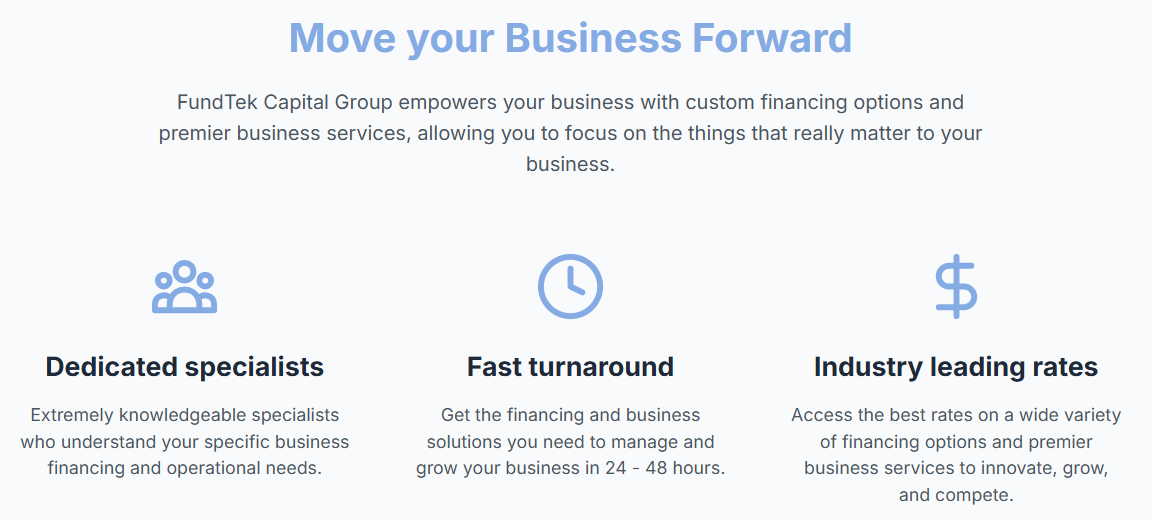 Move your Business Forward
FundTek Capital Group empowers your business with custom financing options and
premier business services, allowing you to focus on the things that really matter to your
business.
Dedicated specialists
Extremely knowledgeable specialists
who understand your specific business
financing and operational needs.
Fast turnaround
Get the financing and business
solutions you need to manage and
grow your business in 24 - 48 hours.
Industry leading rates
Access the best rates on a wide variety
of financing options and premier
business services to innovate, grow,
and compete.